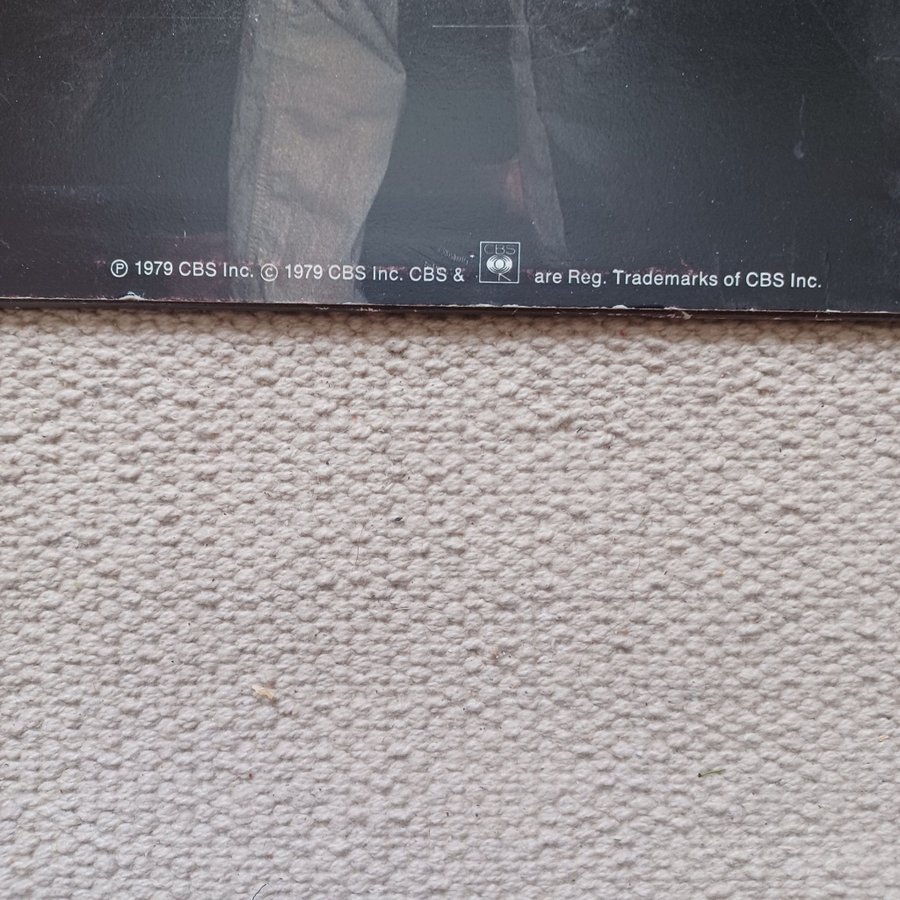 ℗ 1979 CBS Inc. © 1979 CBS Inc. CBS & CBS are Reg. Trademarks of CBS Inc.